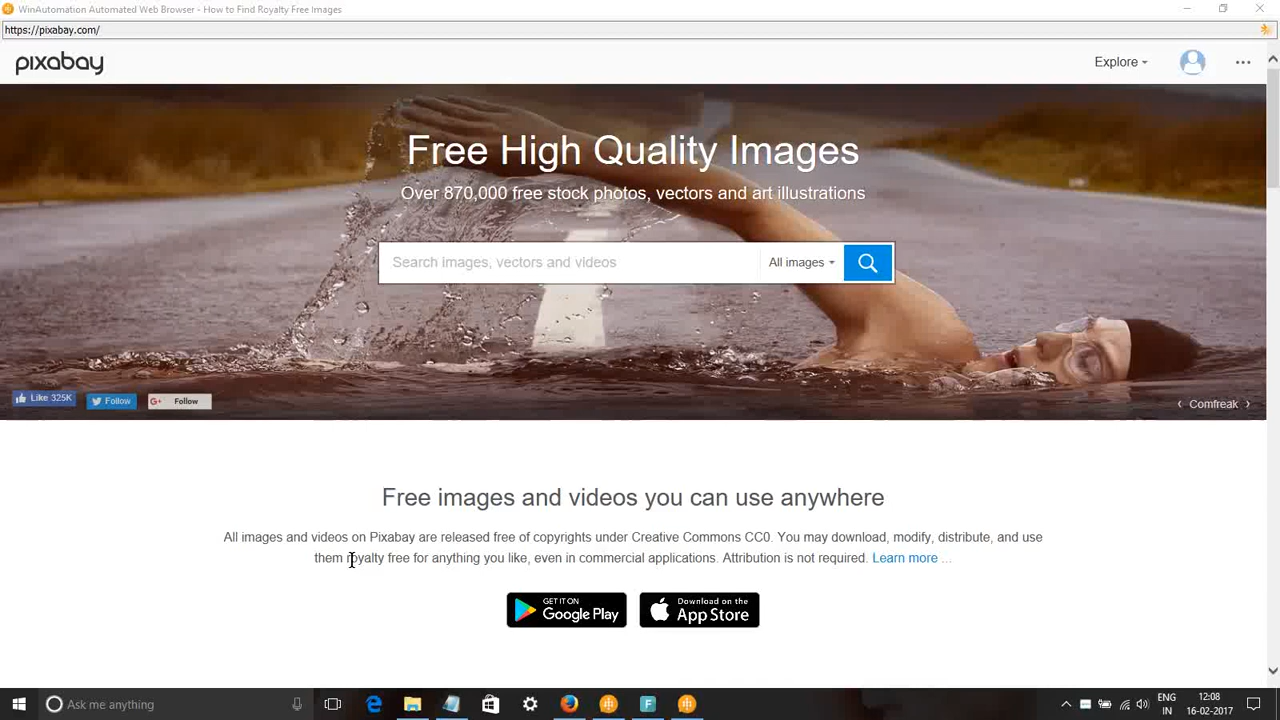 WinAutomation Automated Web Browser - How to Find Royalty Free Images
https://pixabay.com/
pixabay
Explore
Free High Quality Images
Over 870,000 free stock photos, vectors and art illustrations
Search images, vectors and videos
All images
Like 325K
Follow
G+ Follow
Comfreak
Free images and videos you can use anywhere
All images and videos on Pixabay are released free of copyrights under Creative Commons CC0. You may download, modify, distribute, and use
them royalty free for anything you like, even in commercial applications. Attribution is not required. Learn more ...
GET IT ON
Google Play
Download on the
App Store
Ask me anything
F
ENG
IN
12:08
16-02-2017